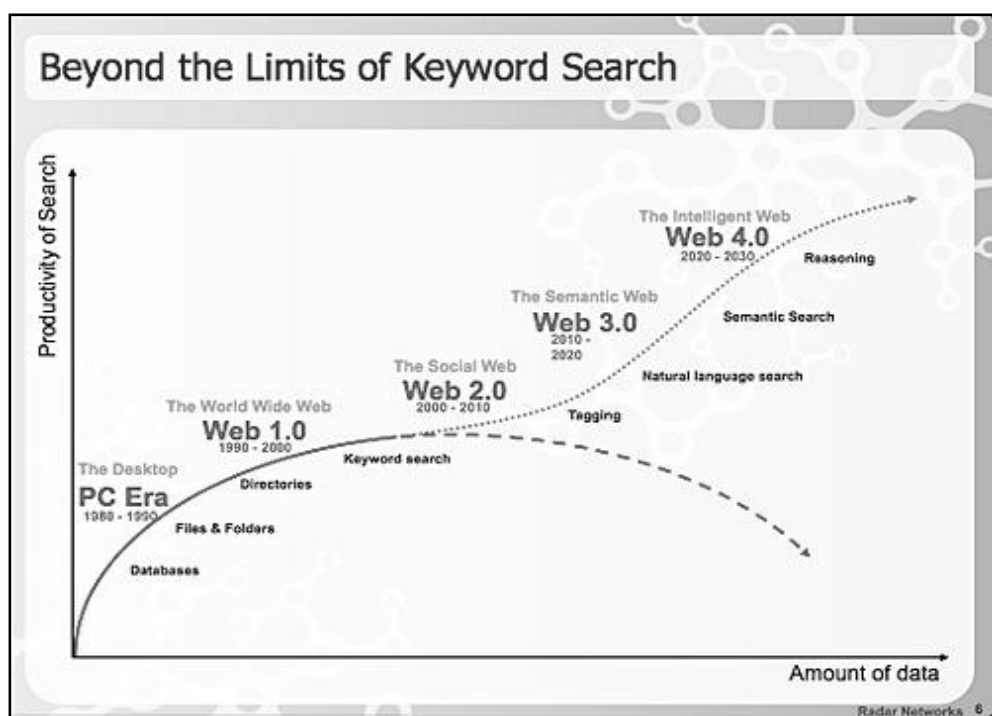 Beyond the Limits of Keyword Search
Productivity of Search
The Intelligent Web
Web 4.0
2020 - 2030
Reasoning
The Semantic Web
Web 3.0
2010 -
2020
Semantic Search
The Social Web
Web 2.0
2000 - 2010
Natural language search
Tagging
The World Wide Web
Web 1.0
1990 - 2000
Keyword search
The Desktop
PC Era
1980 - 1990
Directories
Files & Folders
Databases
Amount of data
Radar Networks 6